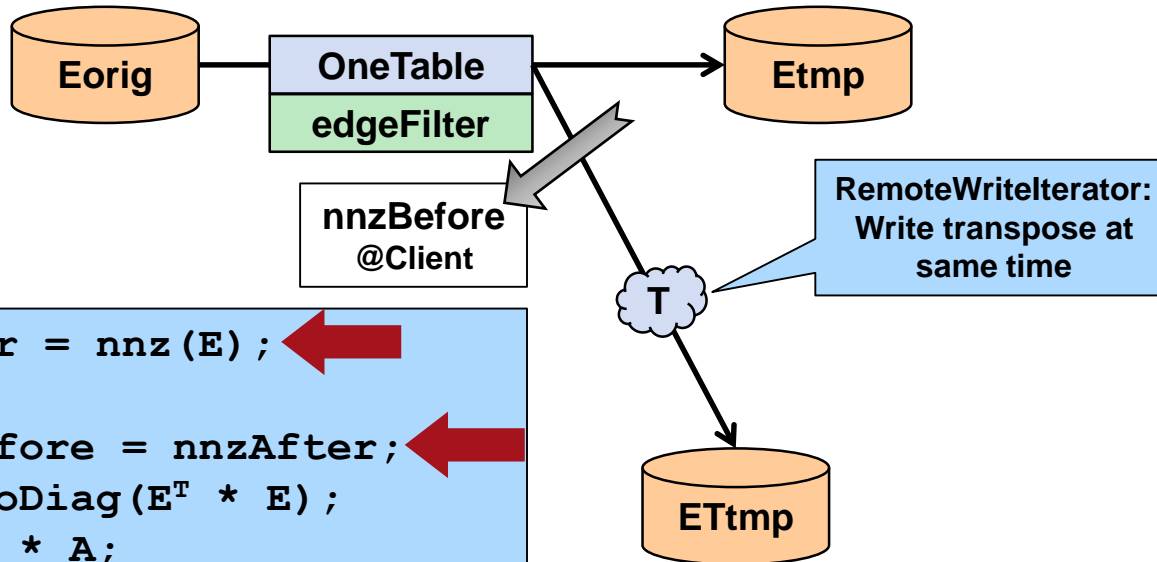 Eorig
OneTable
edgeFilter
Etmp
nnzBefore
@Client
RemoteWriteIterator:
Write transpose at
same time
T
r = nnz(E);
fore = nnzAfter;
oDiag(Eᵀ * E);
* A;
ETtmp